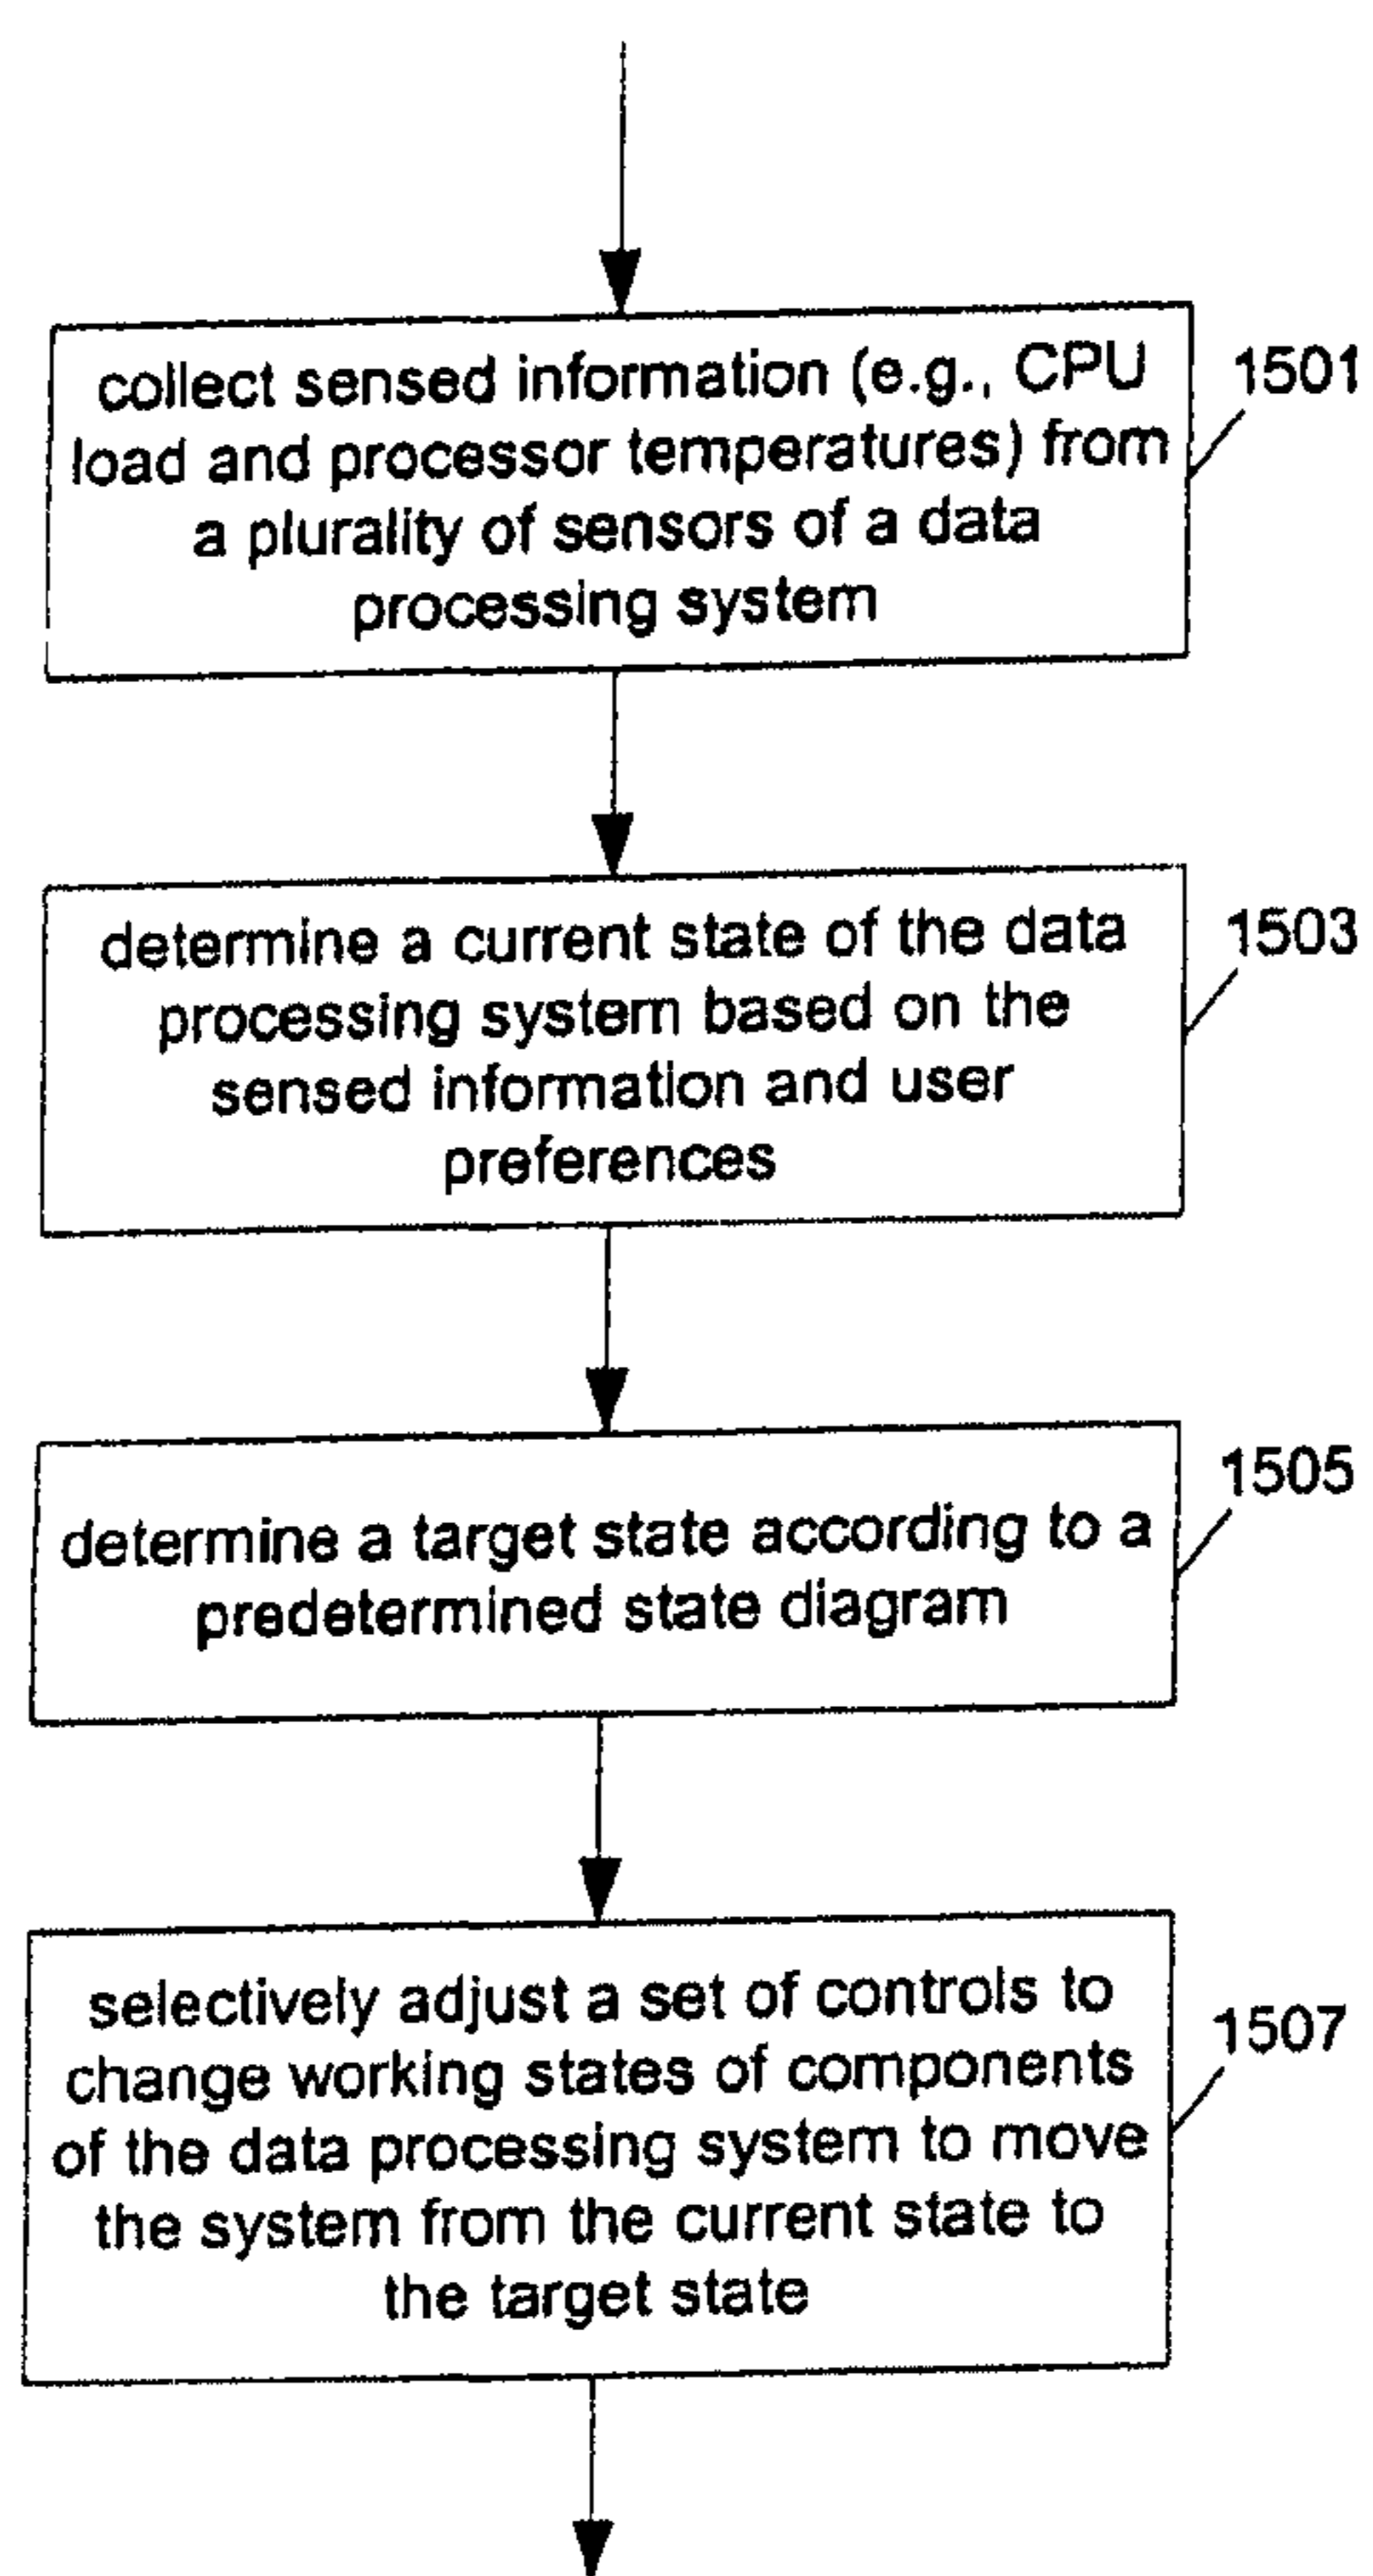 collect sensed information (e.g., CPU
load and processor temperatures) from
a plurality of sensors of a data
processing system
1501
determine a current state of the data
processing system based on the
sensed information and user
preferences
1503
determine a target state according to a
predetermined state diagram
1505
selectively adjust a set of controls to
change working states of components
of the data processing system to move
the system from the current state to
the target state
1507